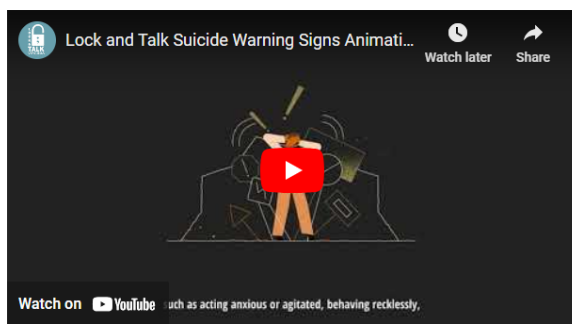 Lock and Talk Suicide Warning Signs Animati...
Watch later
Share
TALK
Watch on YouTube
such as acting anxious or agitated, behaving recklessly,